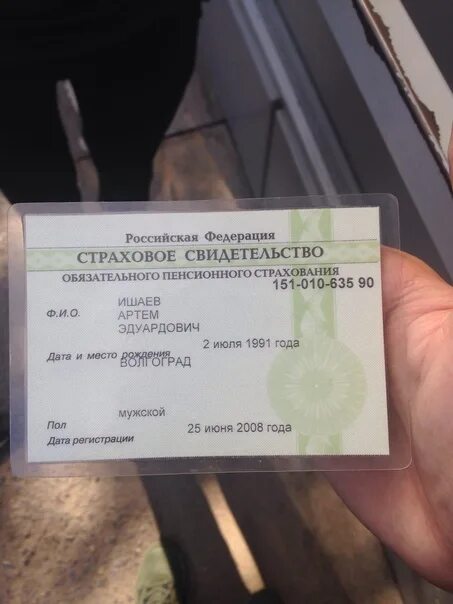 Российская Федерация
СТРАХОВОЕ СВИДЕТЕЛЬСТВО
ОБЯЗАТЕЛЬНОГО ПЕНСИОННОГО СТРАХОВАНИЯ
151-010-635 90
Ф.И.О. ИШАЕВ
АРТЕМ
ЭДУАРДОВИЧ
2 июля 1991 года
Дата и место рождения
ВОЛГОГРАД
мужской
Пол
25 июня 2008 года
Дата регистрации